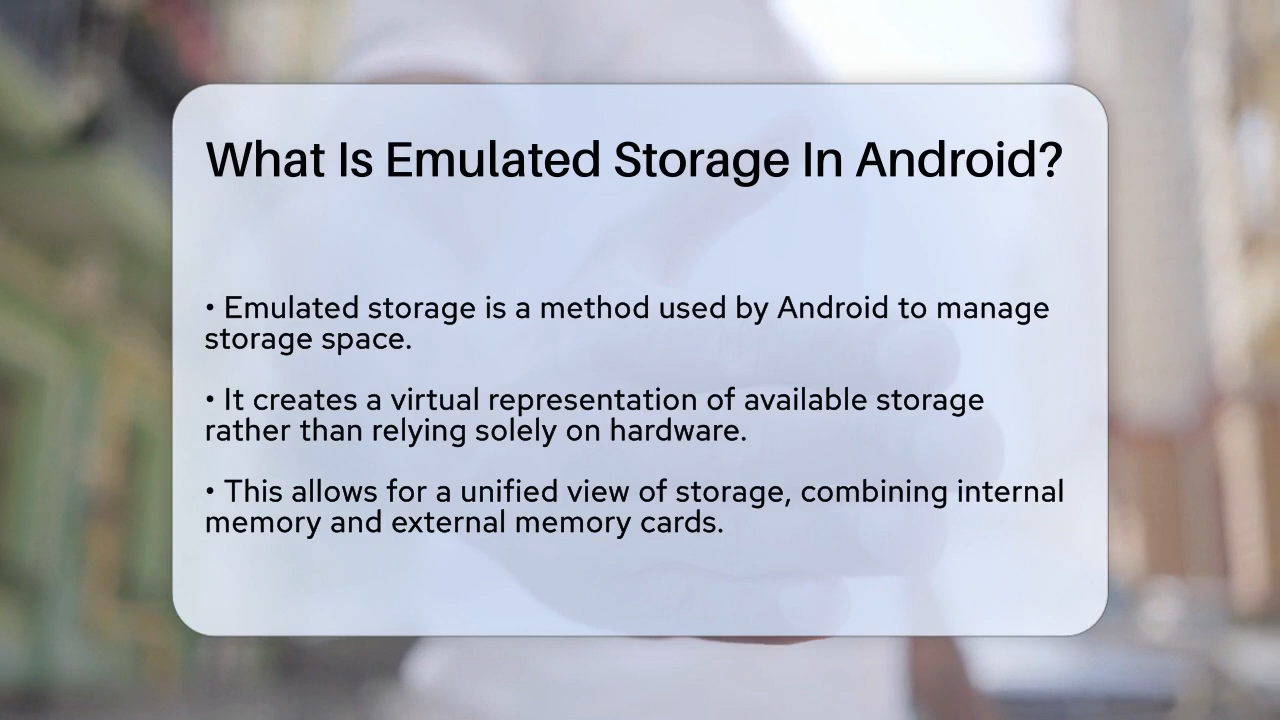 What Is Emulated Storage In Android?
• Emulated storage is a method used by Android to manage
storage space.
• It creates a virtual representation of available storage
rather than relying solely on hardware.
• This allows for a unified view of storage, combining internal
memory and external memory cards.